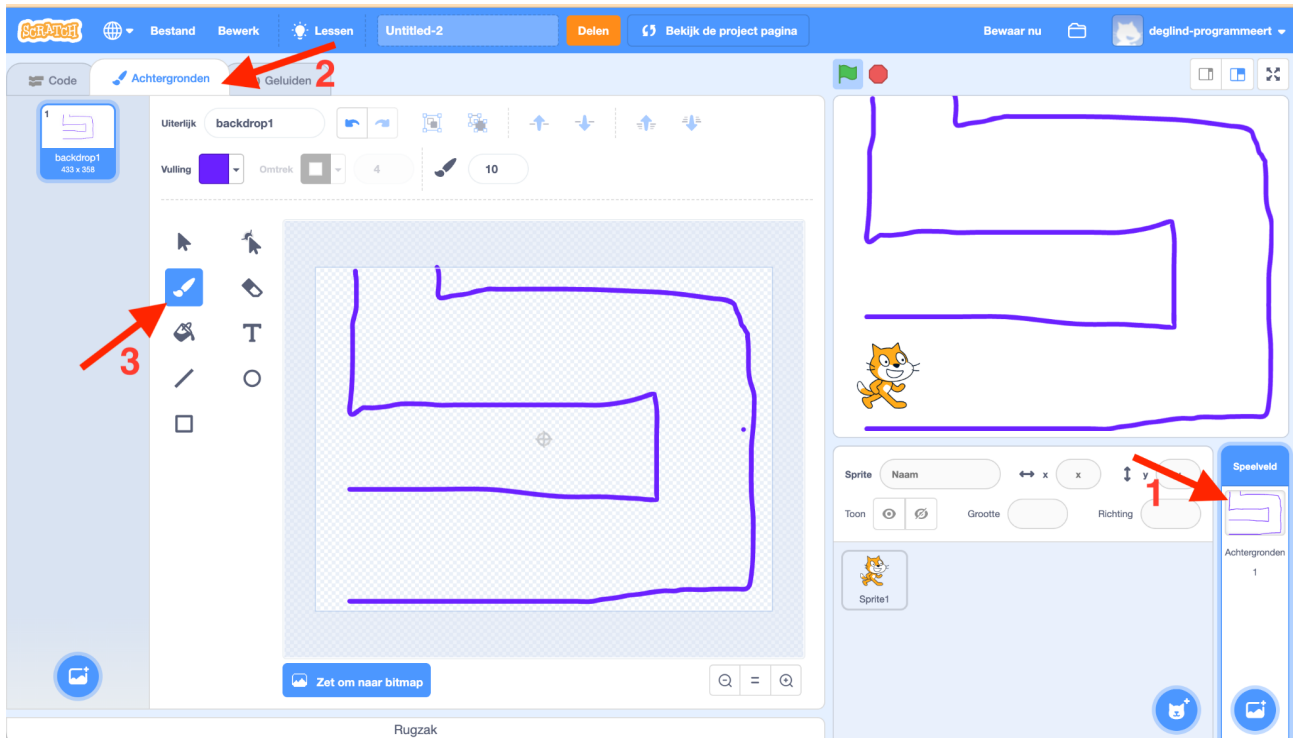 SCRATCH Bestand Bewerk Lessen Untitled-2 Delen Bekijk de project pagina Bewaar nu deglind-programmeert
Code Achtergronden Geluiden 2
1
backdrop1
433 x 358
Uiterlijk backdrop1
Vulling Omtrek 4 10
3
T
Zet om naar bitmap =
Rugzak
Sprite Naam x x y
Toon Grootte Richting
Sprite1
1
Speelveld
Achtergronden
1